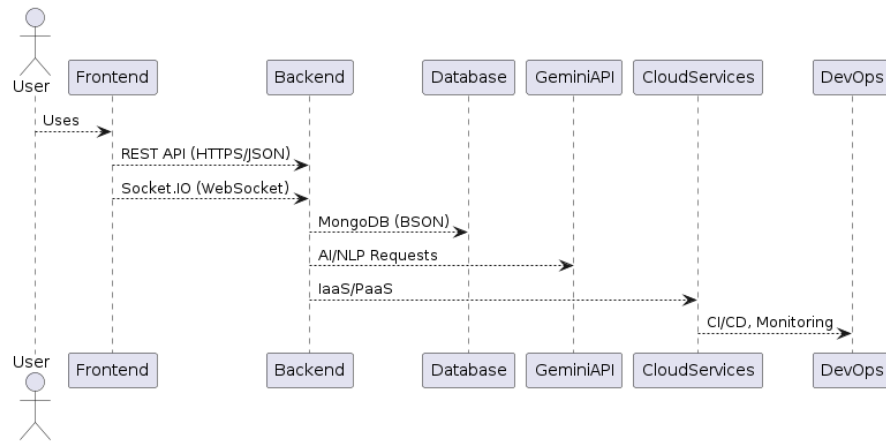 User
Frontend
Backend
Database
GeminiAPI
CloudServices
DevOps
Uses
REST API (HTTPS/JSON)
Socket.IO (WebSocket)
MongoDB (BSON)
AI/NLP Requests
IaaS/PaaS
CI/CD, Monitoring
User
Frontend
Backend
Database
GeminiAPI
CloudServices
DevOps